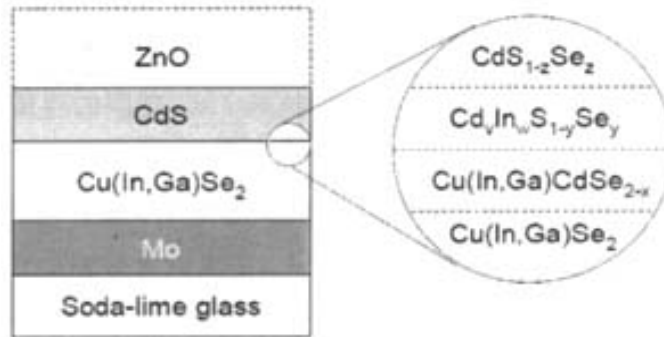 ZnO
CdS
Cu(In,Ga)Se₂
Mo
Soda-lime glass
CdS₁₋zSez
CdvInwS₁₋ySey
Cu(In,Ga)CdSe₂₋ₓ
Cu(In,Ga)Se₂